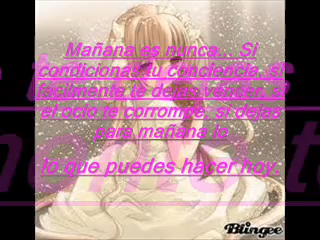 Mañana es nunca... Si
condicionas tu conciencia, si
fácilmente te dejas vencer, si
el ocio te corrompe, si dejas
para mañana lo
lo que puedes hacer hoy.
Blingee